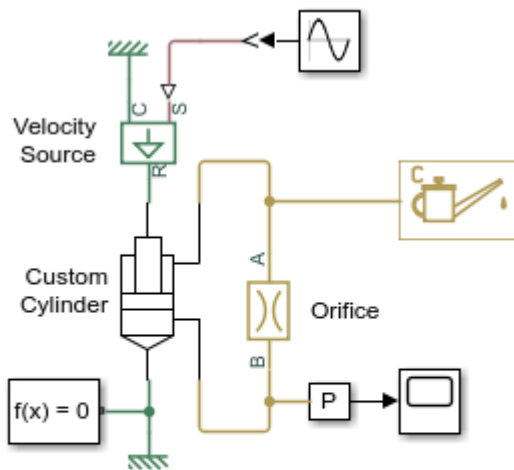 C
S
Velocity
Source
R
C
A
Custom
Cylinder
Orifice
B
f(x) = 0
P